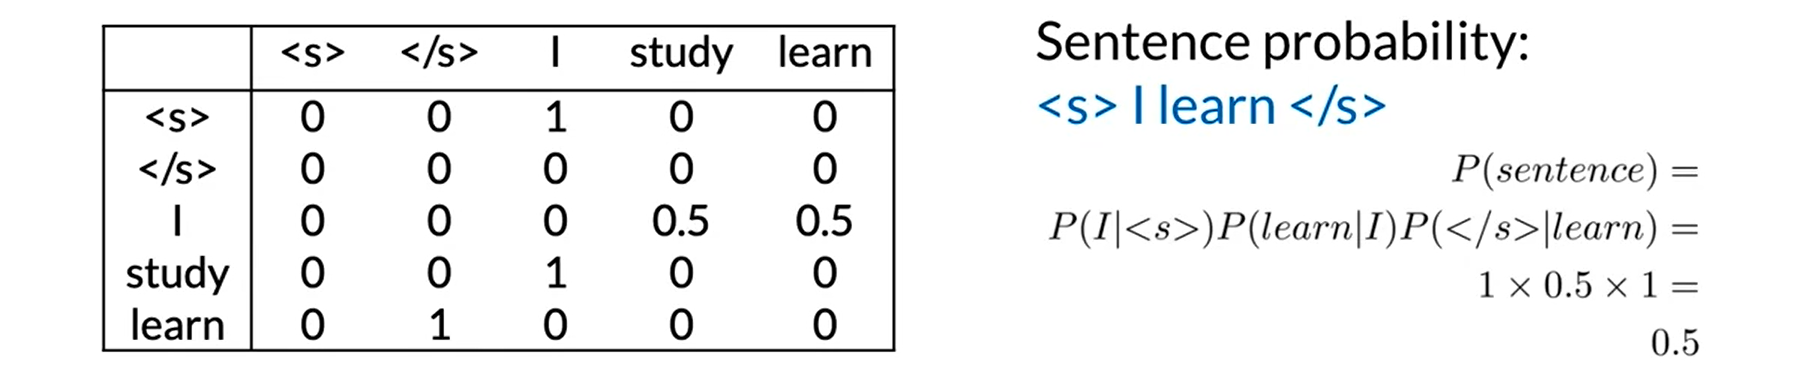 <s> </s> I study learn
<s> 0 0 1 0 0
</s> 0 0 0 0 0
I 0 0 0 0.5 0.5
study 0 0 1 0 0
learn 0 1 0 0 0
Sentence probability:
<s> I learn </s>
P(sentence) =
P(I|<s>)P(learn|I)P(</s>|learn) =
1 × 0.5 × 1 =
0.5